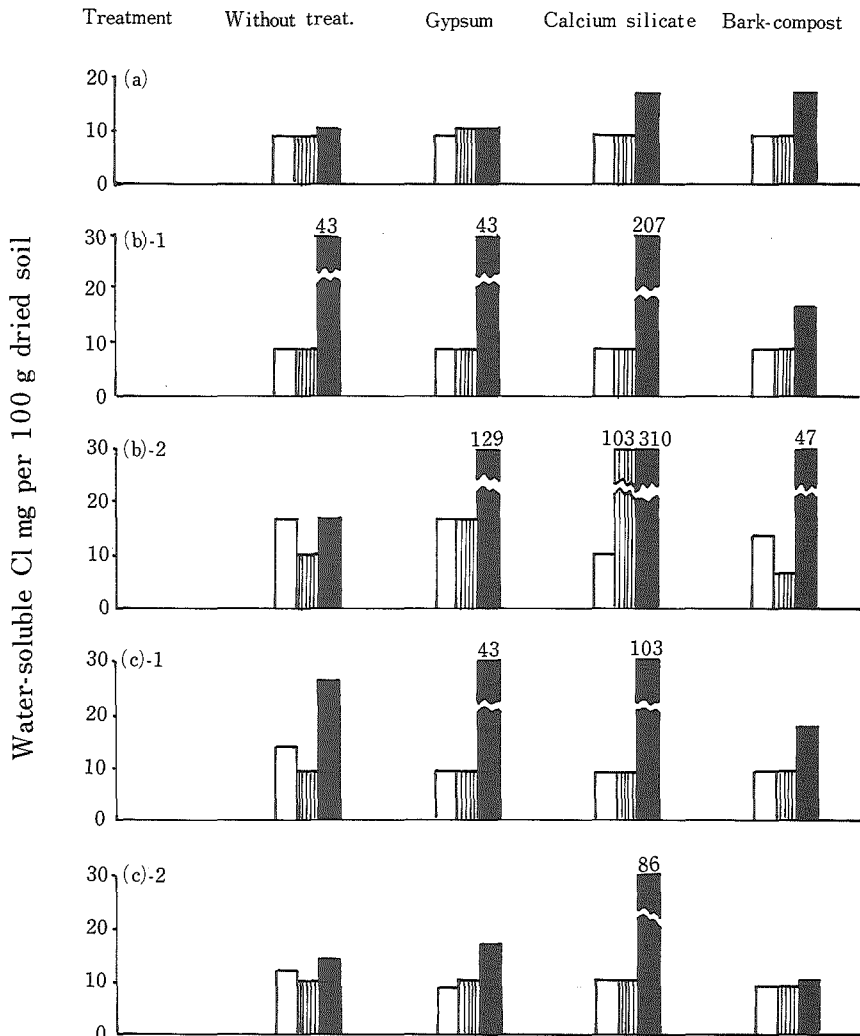 Treatment Without treat. Gypsum Calcium silicate Bark-compost
Water-soluble Cl mg per 100 g dried soil
(a)
20
10
0
(b)-1
43 43 207
30
20
10
0
(b)-2
129 103 310 47
30
20
10
0
(c)-1
43 103
30
20
10
0
(c)-2
86
30
20
10
0